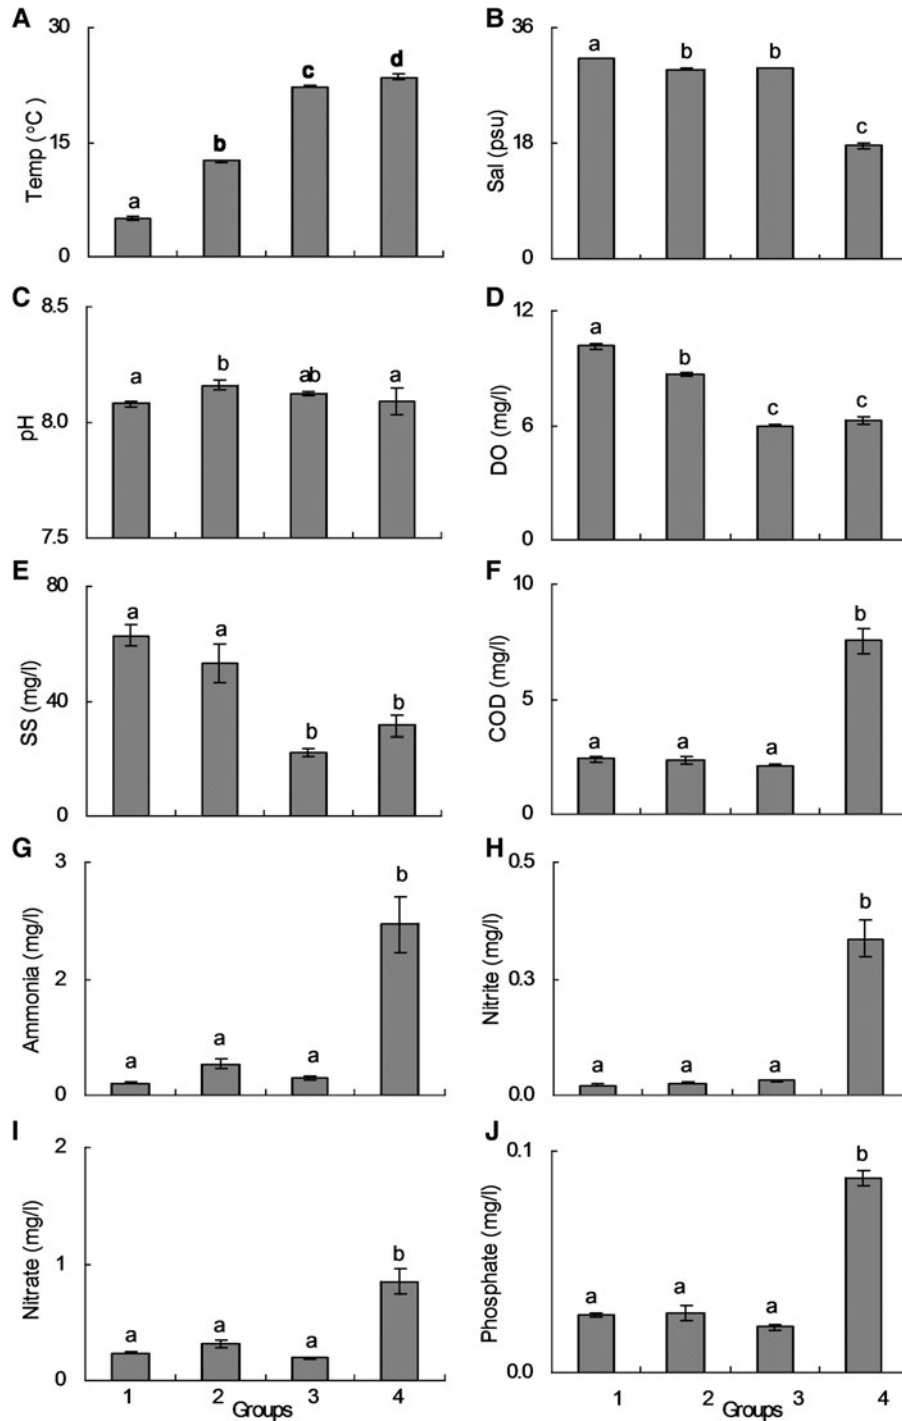 A
30
15
0
Temp (°C )
a
b
c
d
B
36
18
0
Sal (psu)
a
b
b
c
C
8.5
8.0
7.5
pH
a
b
ab
a
D
12
6
0
DO (mg/l)
a
b
c
c
E
80
40
0
SS (mg/l)
a
a
b
b
F
10
5
0
COD (mg/l)
a
a
a
b
G
3
2
0
Ammonia (mg/l)
a
a
a
b
H
0.5
0.3
0.0
Nitrite (mg/l)
a
a
a
b
I
2
1
0
Nitrate (mg/l)
a
a
a
b
1 2 3 4
Groups
J
0.1
0.0
Phosphate (mg/l)
a
a
a
b
1 2 3 4
Groups